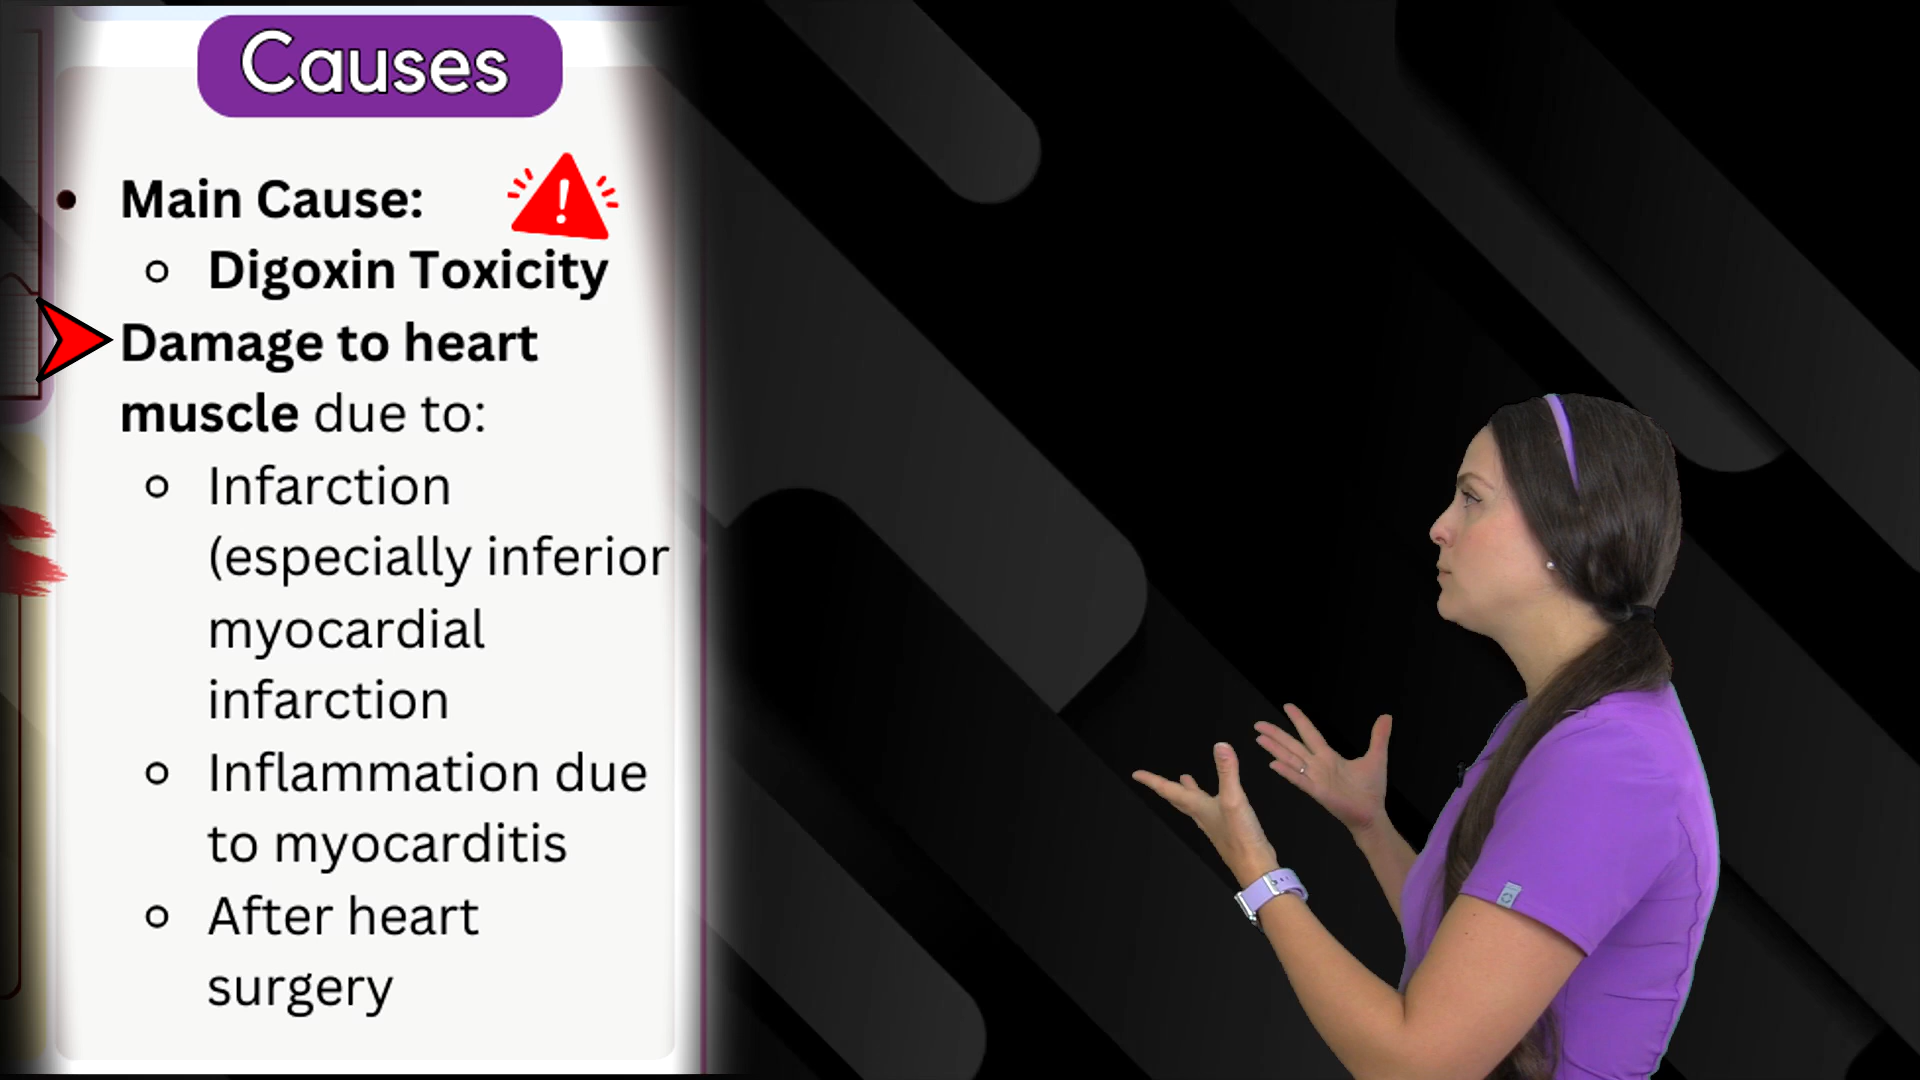 Causes
• Main Cause:
○ Digoxin Toxicity
Damage to heart
muscle due to:
○ Infarction
(especially inferior
myocardial
infarction
○ Inflammation due
to myocarditis
○ After heart
surgery